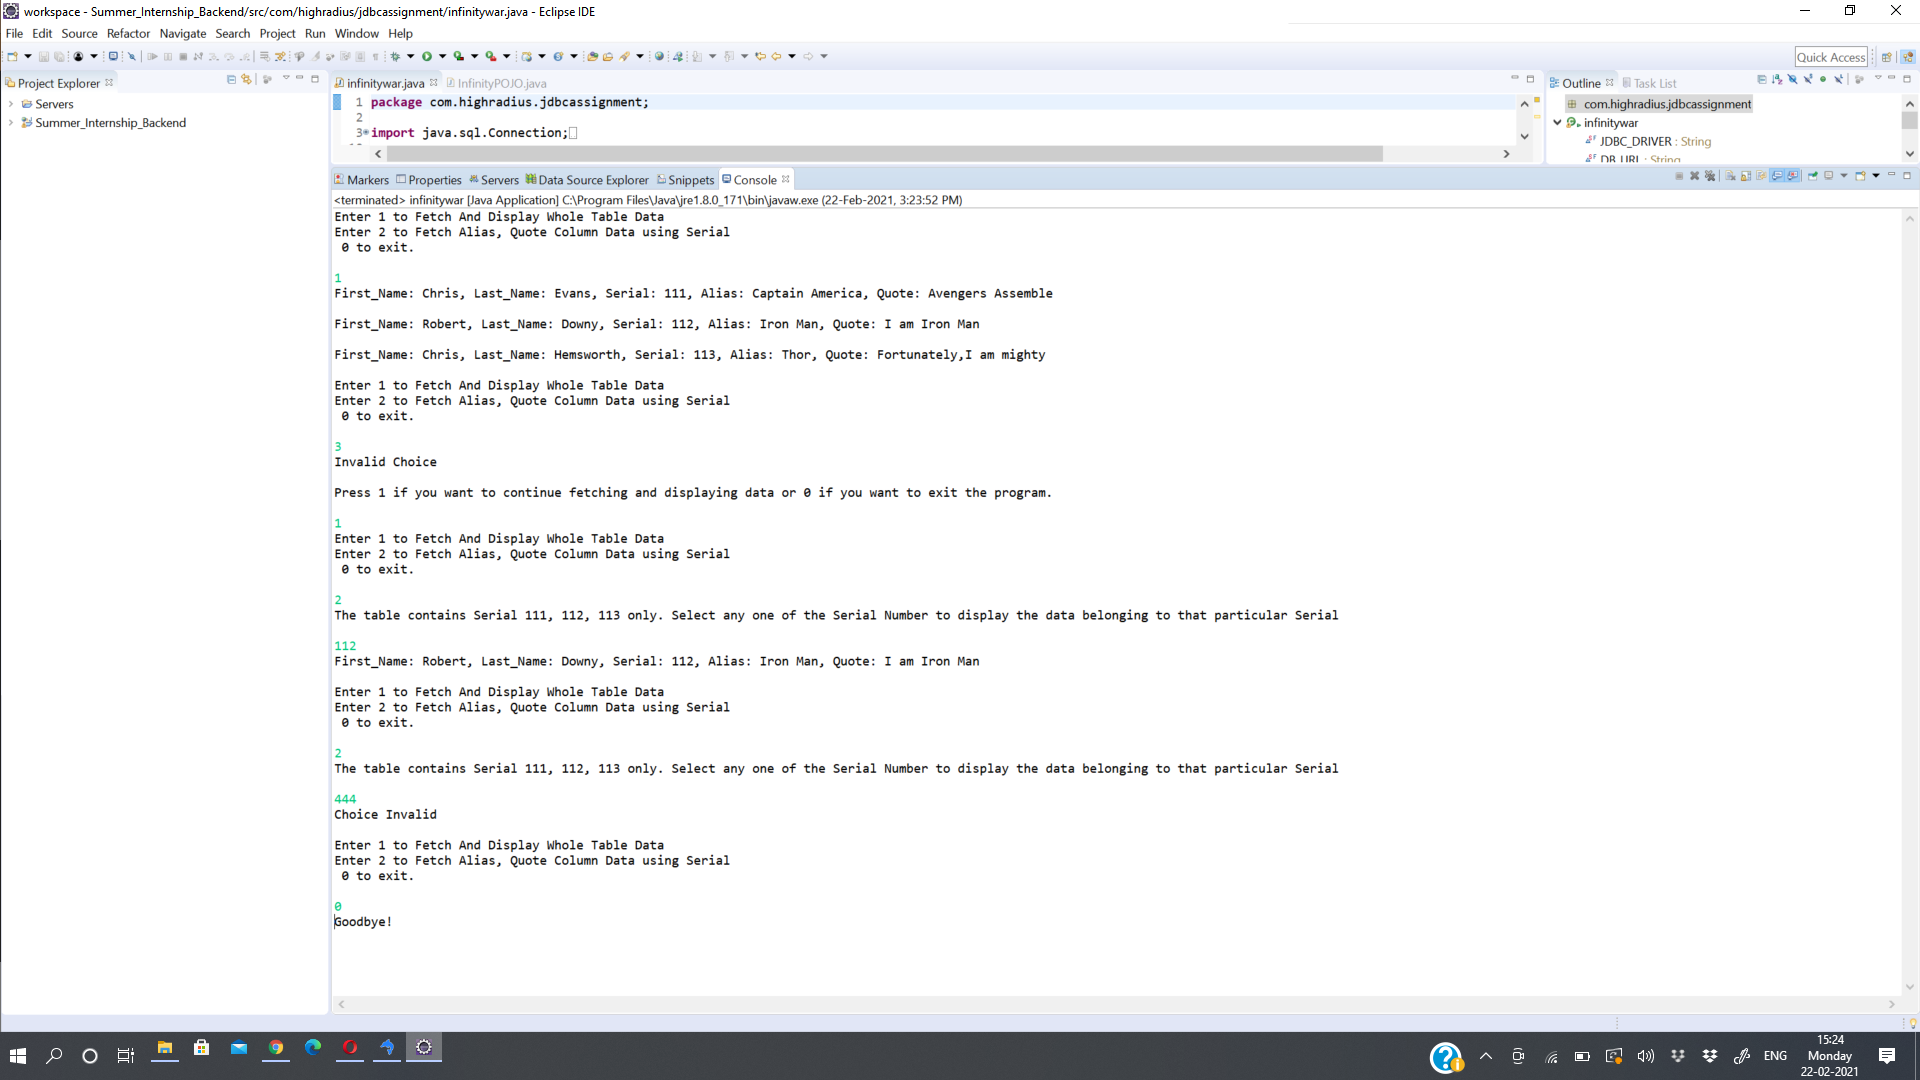 workspace - Summer_Internship_Backend/src/com/highradius/jdbcassignment/infinitywar.java - Eclipse IDE
File Edit Source Refactor Navigate Search Project Run Window Help
Quick Access
Project Explorer
Servers
Summer_Internship_Backend
infinitywar.java InfinityPOJO.java
1 package com.highradius.jdbcassignment;
2
3 import java.sql.Connection;
Outline Task List
com.highradius.jdbcassignment
infinitywar
JDBC_DRIVER : String
DB_URL : String
Markers Properties Servers Data Source Explorer Snippets Console
<terminated> infinitywar [Java Application] C:\Program Files\Java\jre1.8.0_171\bin\javaw.exe (22-Feb-2021, 3:23:52 PM)
Enter 1 to Fetch And Display Whole Table Data
Enter 2 to Fetch Alias, Quote Column Data using Serial
0 to exit.
1
First_Name: Chris, Last_Name: Evans, Serial: 111, Alias: Captain America, Quote: Avengers Assemble
First_Name: Robert, Last_Name: Downy, Serial: 112, Alias: Iron Man, Quote: I am Iron Man
First_Name: Chris, Last_Name: Hemsworth, Serial: 113, Alias: Thor, Quote: Fortunately,I am mighty
Enter 1 to Fetch And Display Whole Table Data
Enter 2 to Fetch Alias, Quote Column Data using Serial
0 to exit.
3
Invalid Choice
Press 1 if you want to continue fetching and displaying data or 0 if you want to exit the program.
1
Enter 1 to Fetch And Display Whole Table Data
Enter 2 to Fetch Alias, Quote Column Data using Serial
0 to exit.
2
The table contains Serial 111, 112, 113 only. Select any one of the Serial Number to display the data belonging to that particular Serial
112
First_Name: Robert, Last_Name: Downy, Serial: 112, Alias: Iron Man, Quote: I am Iron Man
Enter 1 to Fetch And Display Whole Table Data
Enter 2 to Fetch Alias, Quote Column Data using Serial
0 to exit.
2
The table contains Serial 111, 112, 113 only. Select any one of the Serial Number to display the data belonging to that particular Serial
444
Choice Invalid
Enter 1 to Fetch And Display Whole Table Data
Enter 2 to Fetch Alias, Quote Column Data using Serial
0 to exit.
0
Goodbye!
ENG
15:24
Monday
22-02-2021